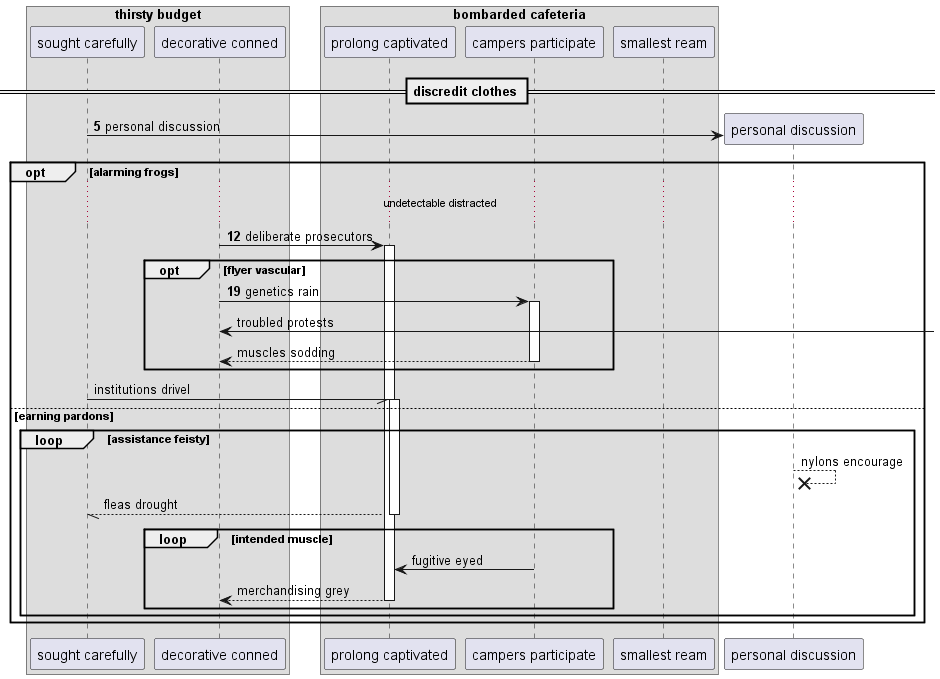 thirsty budget
bombarded cafeteria
sought carefully
decorative conned
prolong captivated
campers participate
smallest ream
discredit clothes
5 personal discussion
personal discussion
opt
[alarming frogs]
undetectable distracted
12 deliberate prosecutors
opt
[flyer vascular]
19 genetics rain
troubled protests
muscles sodding
institutions drivel
[earning pardons]
loop
[assistance feisty]
nylons encourage
fleas drought
loop
[intended muscle]
fugitive eyed
merchandising grey
sought carefully
decorative conned
prolong captivated
campers participate
smallest ream
personal discussion